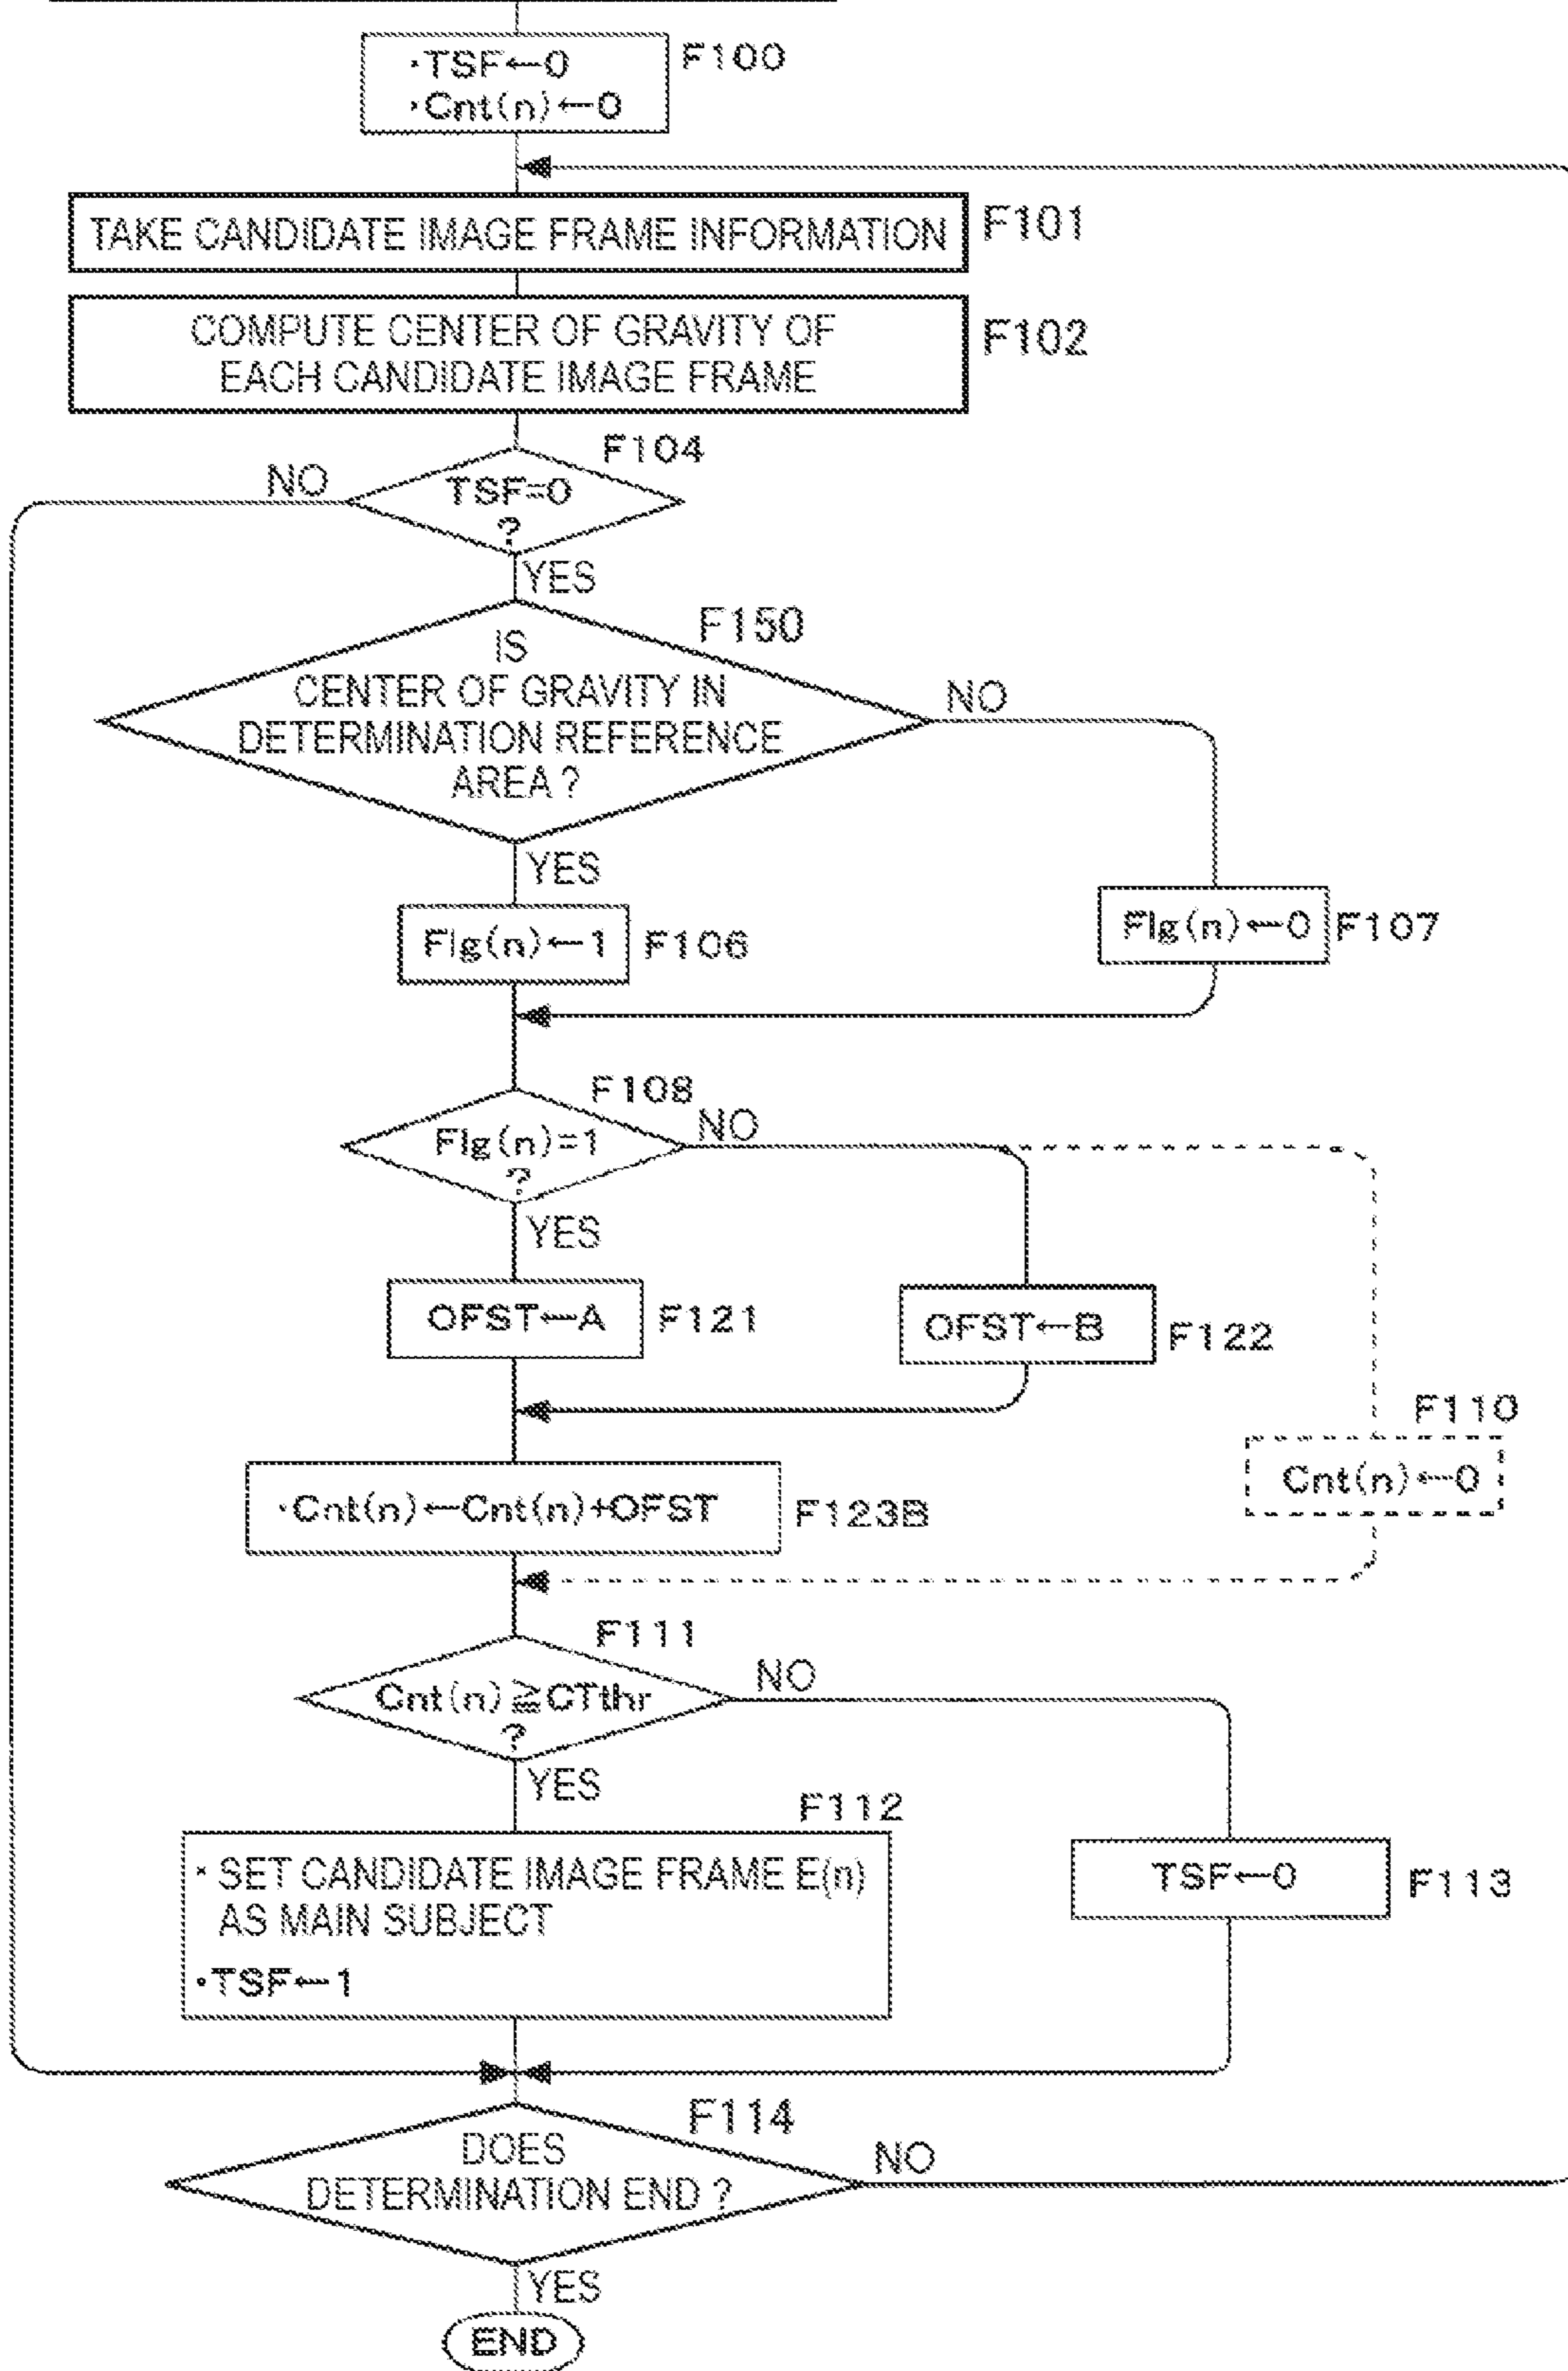 ·TSF←0
·Cnt(n)←0
F100
TAKE CANDIDATE IMAGE FRAME INFORMATION
F101
COMPUTE CENTER OF GRAVITY OF
EACH CANDIDATE IMAGE FRAME
F102
F104
NO
TSF=0
?
YES
F150
IS
CENTER OF GRAVITY IN
DETERMINATION REFERENCE
AREA ?
NO
YES
Flg(n)←1
F106
Flg(n)←0
F107
F108
NO
Flg(n)=1
?
YES
OFST←A
F121
OFST←B
F122
F110
Cnt(n)←0
·Cnt(n)←Cnt(n)+OFST
F123B
F111
NO
Cnt(n)≧CTthr
?
YES
F112
· SET CANDIDATE IMAGE FRAME E(n)
AS MAIN SUBJECT
·TSF←1
TSF←0
F113
F114
DOES
DETERMINATION END ?
NO
YES
END